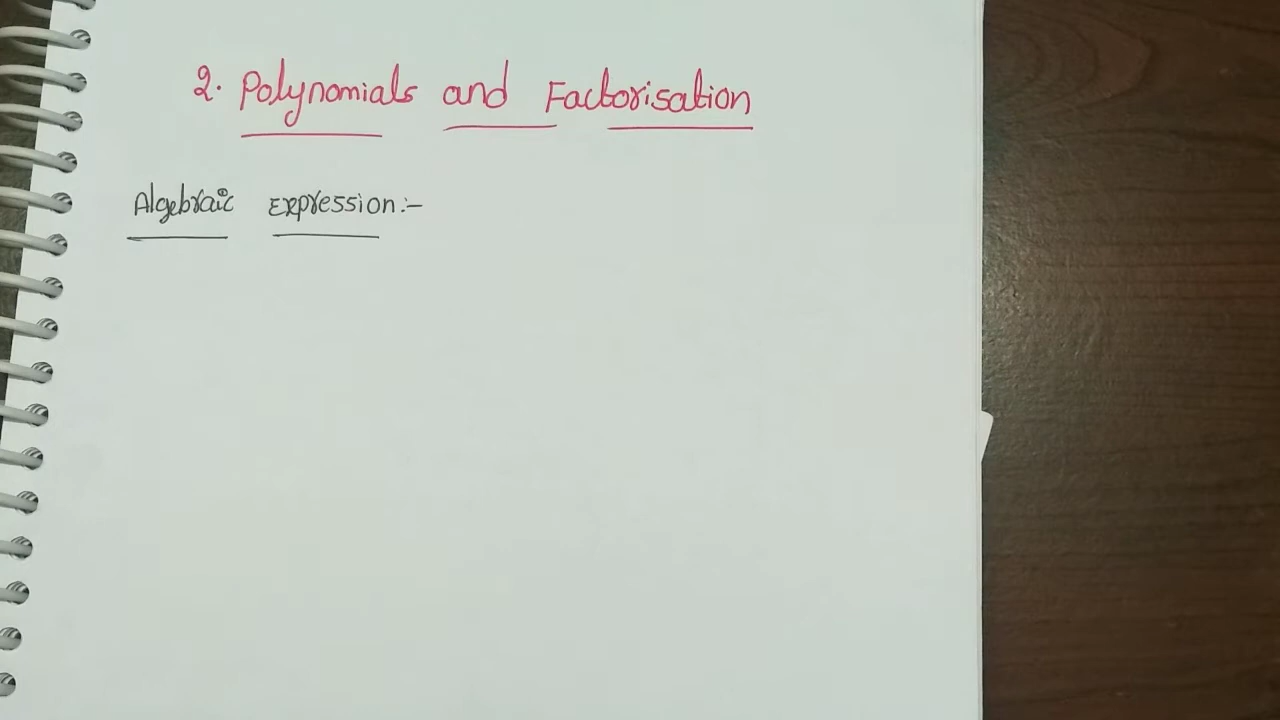 2. Polynomials and Factorisation
Algebraic Expression:-